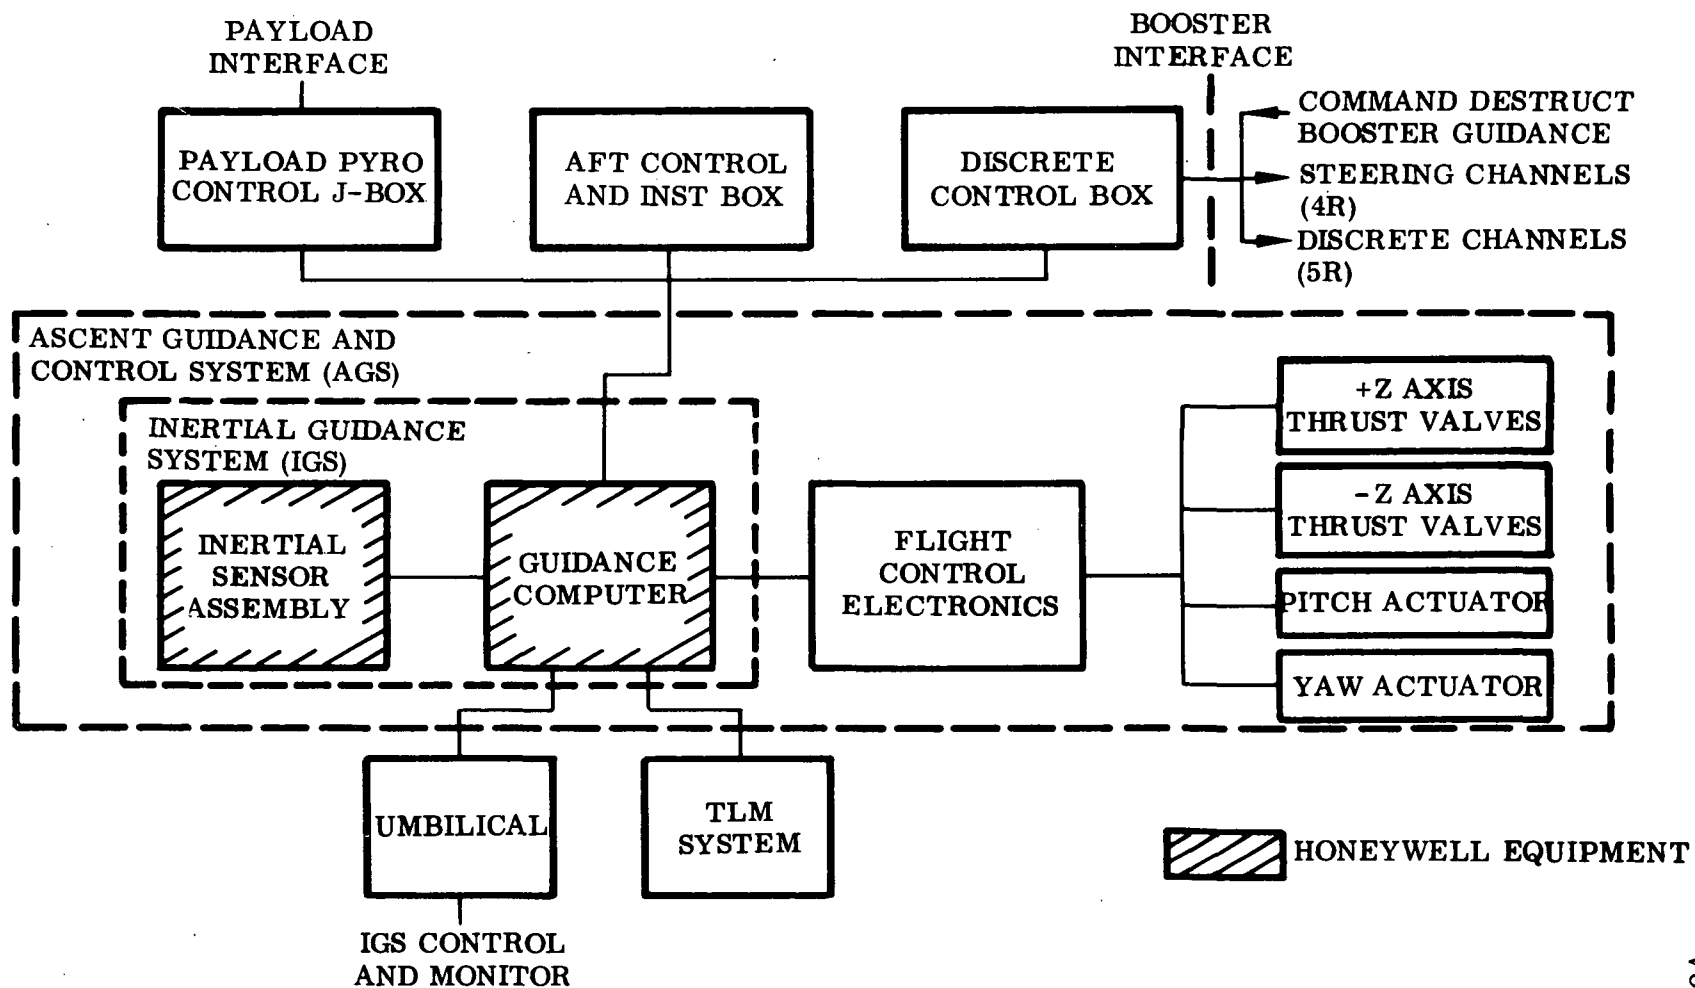 PAYLOAD
INTERFACE
BOOSTER
INTERFACE
PAYLOAD PYRO
CONTROL J-BOX
AFT CONTROL
AND INST BOX
DISCRETE
CONTROL BOX
COMMAND DESTRUCT
BOOSTER GUIDANCE
STEERING CHANNELS
(4R)
DISCRETE CHANNELS
(5R)
ASCENT GUIDANCE AND
CONTROL SYSTEM (AGS)
INERTIAL GUIDANCE
SYSTEM (IGS)
INERTIAL
SENSOR
ASSEMBLY
GUIDANCE
COMPUTER
FLIGHT
CONTROL
ELECTRONICS
+Z AXIS
THRUST VALVES
-Z AXIS
THRUST VALVES
PITCH ACTUATOR
YAW ACTUATOR
UMBILICAL
TLM
SYSTEM
HONEYWELL EQUIPMENT
IGS CONTROL
AND MONITOR